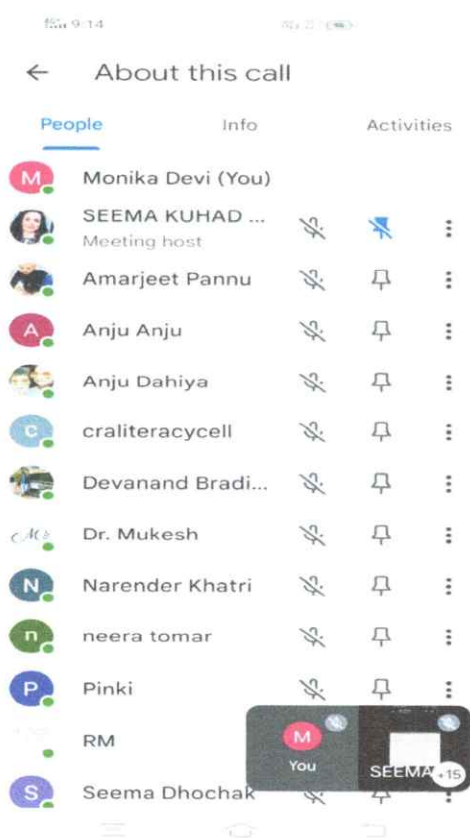 9:14
← About this call
People Info Activities
M Monika Devi (You)
SEEMA KUHAD ...
Meeting host
Amarjeet Pannu
A Anju Anju
Anju Dahiya
c craliteracycell
Devanand Bradi...
Dr. Mukesh
N Narender Khatri
n neera tomar
P Pinki
M
RM
You SEEMA +15
S Seema Dhochak